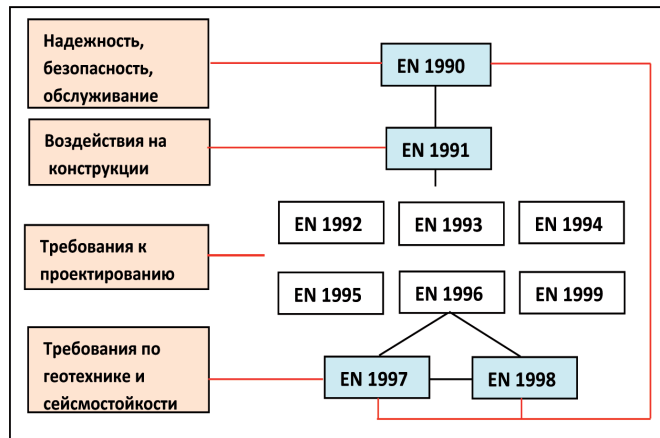 Надежность,
безопасность,
обслуживание
EN 1990
Воздействия на
конструкции
EN 1991
EN 1992
EN 1993
EN 1994
Требования к
проектированию
EN 1995
EN 1996
EN 1999
Требования по
геотехнике и
сейсмостойкости
EN 1997
EN 1998